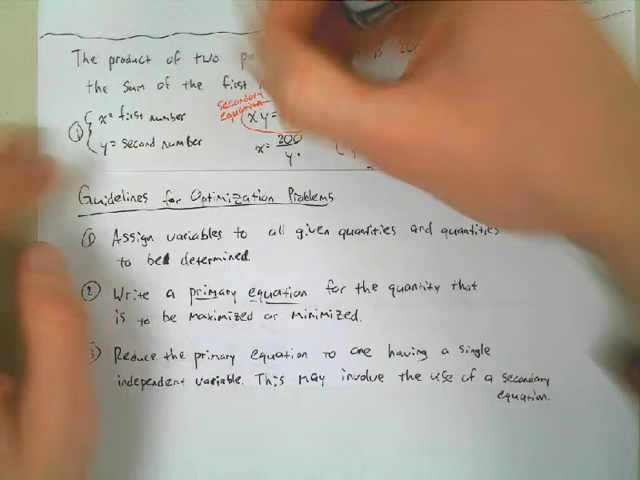 The product of two
the sum of the first
secondary
equation
① x = first number
y = second number
xy =
x = 200/y
Guidelines for Optimization Problems
① Assign variables to all given quantities and quantities
to be determined.
② Write a primary equation for the quantity that
is to be maximized or minimized.
Reduce the primary equation to one having a single
independent variable. This may involve the use of a secondary
equation.